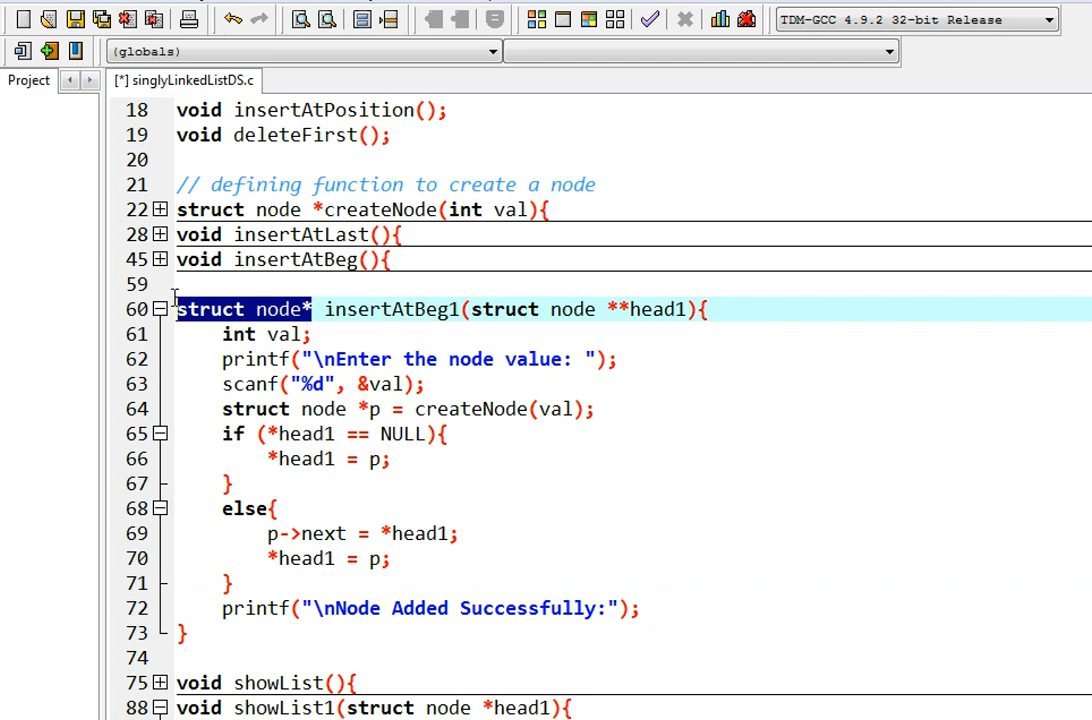 TDM-GCC 4.9.2 32-bit Release
(globals)
Project
[*] singlyLinkedListDS.c
18 void insertAtPosition();
19 void deleteFirst();
20
21 // defining function to create a node
22 struct node *createNode(int val){
28 void insertAtLast(){
45 void insertAtBeg(){
59
60 struct node* insertAtBeg1(struct node **head1){
61 int val;
62 printf("\nEnter the node value: ");
63 scanf("%d", &val);
64 struct node *p = createNode(val);
65 if (*head1 == NULL){
66 *head1 = p;
67 }
68 else{
69 p->next = *head1;
70 *head1 = p;
71 }
72 printf("\nNode Added Successfully:");
73 }
74
75 void showList(){
88 void showList1(struct node *head1){